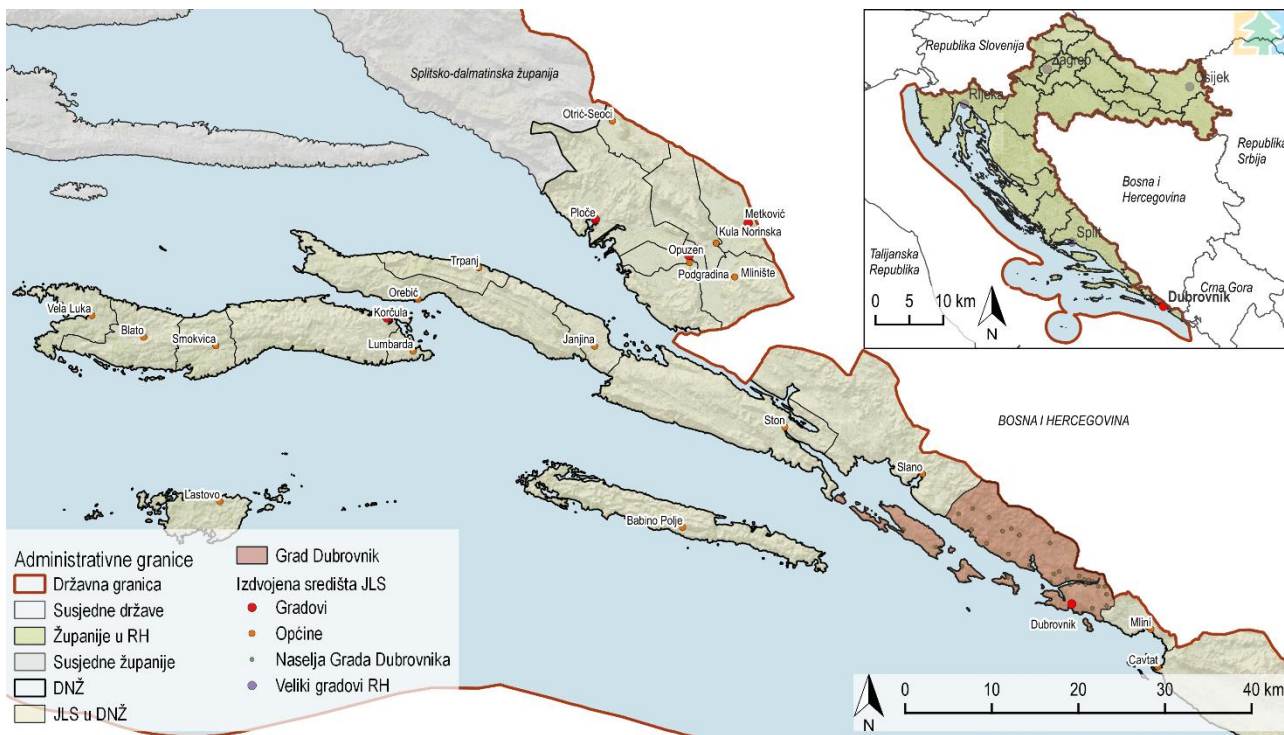 Splitsko-dalmatinska županija
Otrić-Seoci
Ploče
Metković
Kula Norinska
Opuzen
Podgradina
Mlinište
Trpanj
Orebić
Vela Luka
Blato
Smokvica
Korčula
Lumbarda
Janjina
Ston
BOSNA I HERCEGOVINA
Slano
Lastovo
Babino Polje
Dubrovnik
Mlini
Cavtat
Republika Slovenija
Zagreb
Osijek
Rijeka
Republika
Srbija
Bosna i
Hercegovina
Split
Talijanska
Republika
Crna Gora
Dubrovnik
0 5 10 km
N
Administrativne granice
Državna granica
Susjedne države
Županije u RH
Susjedne županije
DNŽ
JLS u DNŽ
Grad Dubrovnik
Izdvojena središta JLS
Gradovi
Općine
Naselja Grada Dubrovnika
Veliki gradovi RH
N
0 10 20 30 40 km